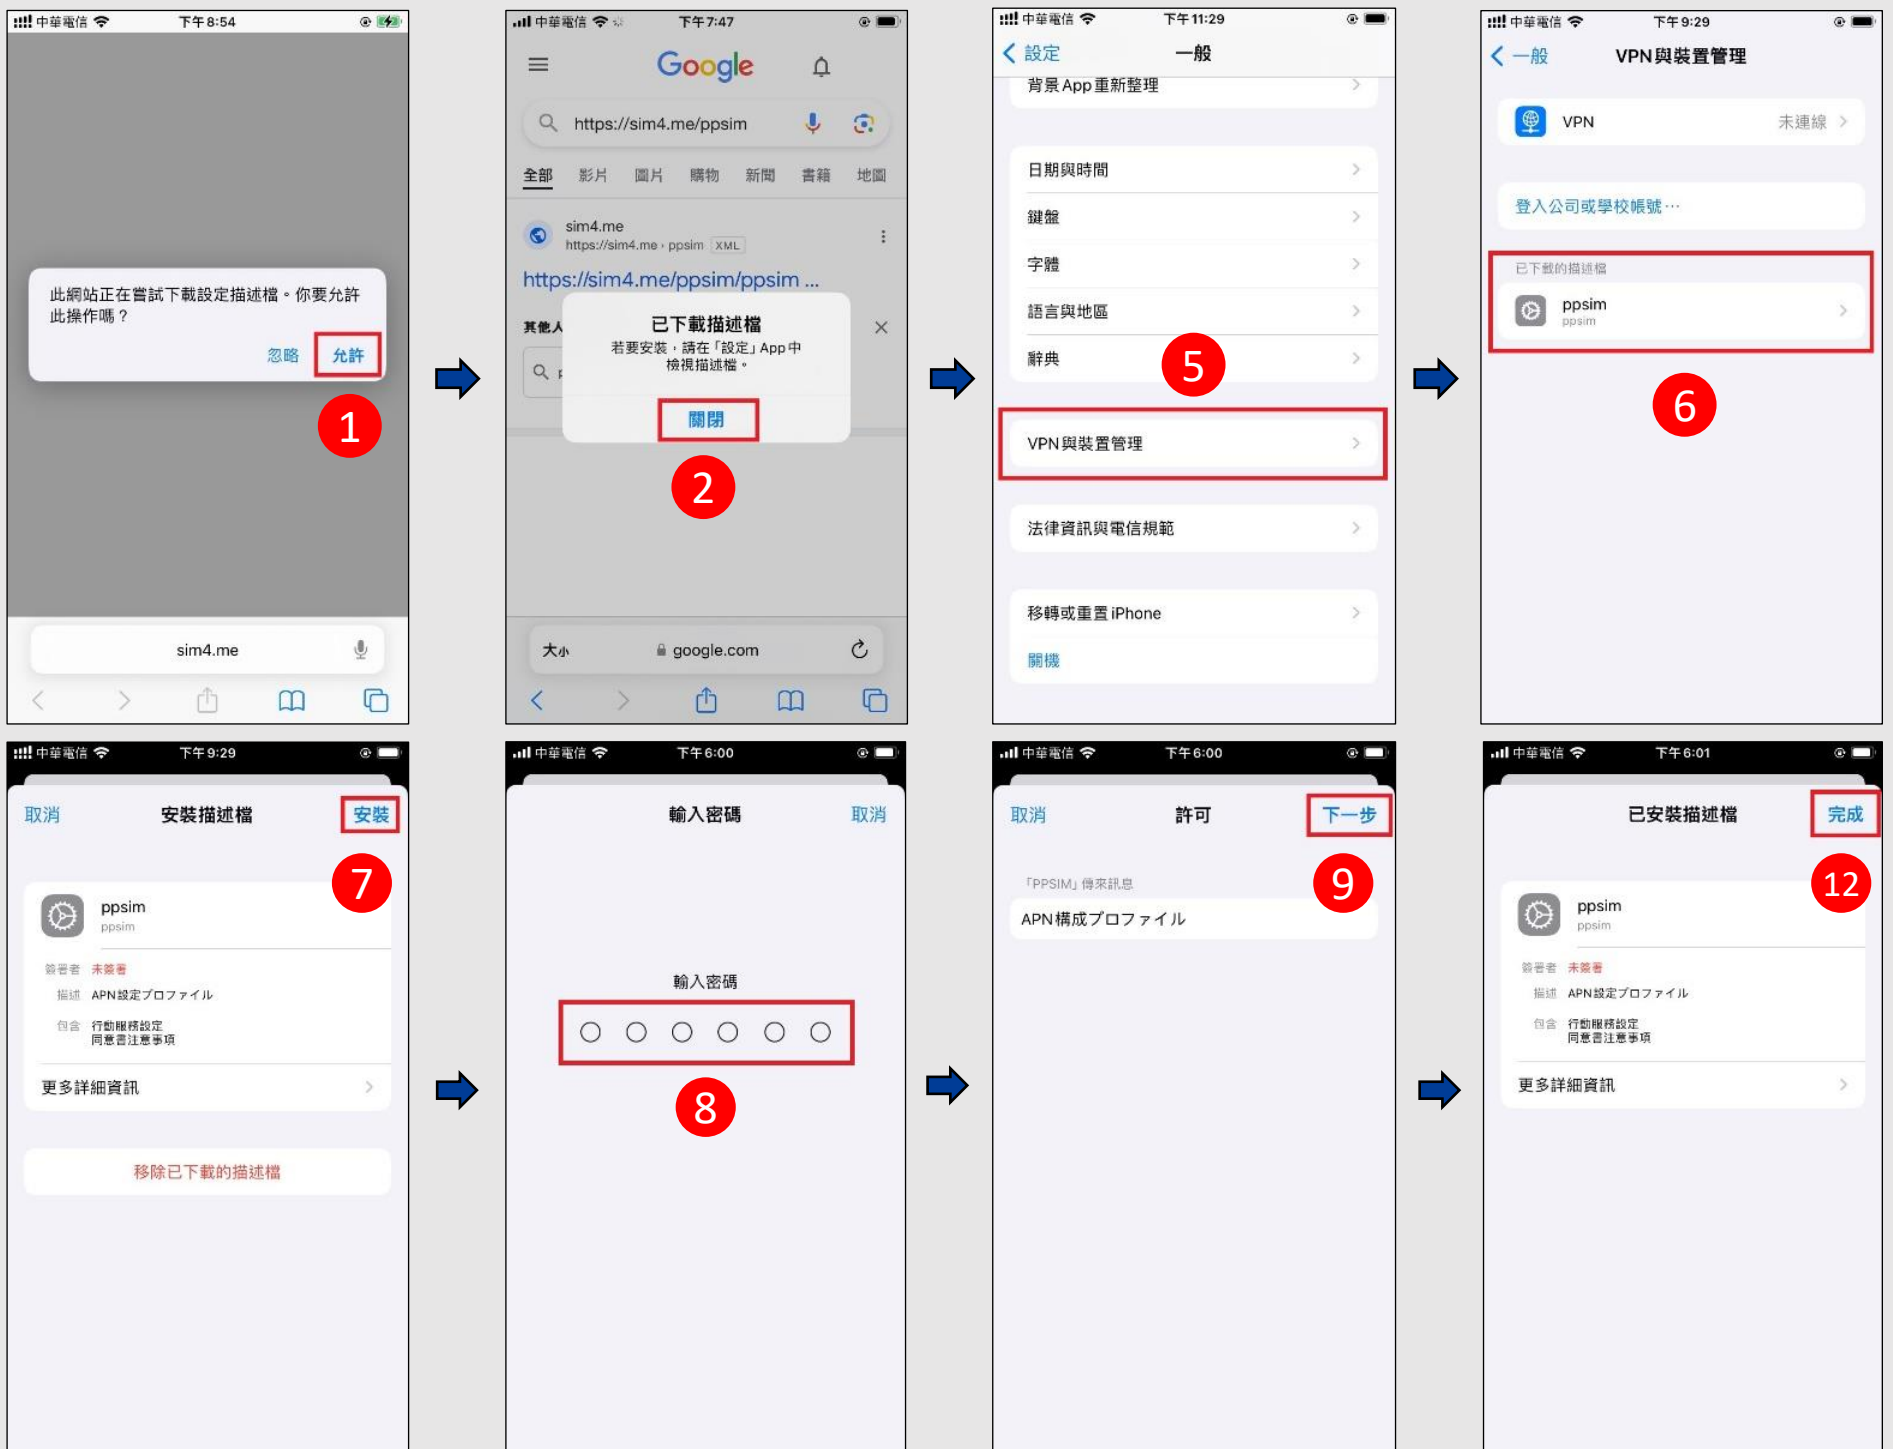 中華電信 下午8:54
此網站正在嘗試下載設定描述檔。你要允許
此操作嗎？
忽略 允許
1
sim4.me
中華電信 下午7:47
Google
https://sim4.me/ppsim
全部 影片 圖片 購物 新聞 書籍 地圖
sim4.me
https://sim4.me › ppsim XML
https://sim4.me/ppsim/ppsim ...
其他人
已下載描述檔
若要安裝，請在「設定」App 中
檢視描述檔。
關閉
2
大小 google.com
中華電信 下午11:29
設定 一般
背景 App 重新整理
日期與時間
鍵盤
字體
語言與地區
辭典
5
VPN 與裝置管理
法律資訊與電信規範
移轉或重置 iPhone
關機
中華電信 下午9:29
一般 VPN 與裝置管理
VPN 未連線
登入公司或學校帳號⋯
已下載的描述檔
ppsim
ppsim
6
中華電信 下午9:29
取消 安裝描述檔 安裝
7
ppsim
ppsim
簽署者 未簽署
描述 APN設定プロファイル
包含 行動服務設定
同意書注意事項
更多詳細資訊
移除已下載的描述檔
中華電信 下午6:00
輸入密碼 取消
輸入密碼
8
中華電信 下午6:00
取消 許可 下一步
9
「PPSIM」傳來訊息
APN構成プロファイル
中華電信 下午6:01
已安裝描述檔 完成
12
ppsim
ppsim
簽署者 未簽署
描述 APN設定プロファイル
包含 行動服務設定
同意書注意事項
更多詳細資訊